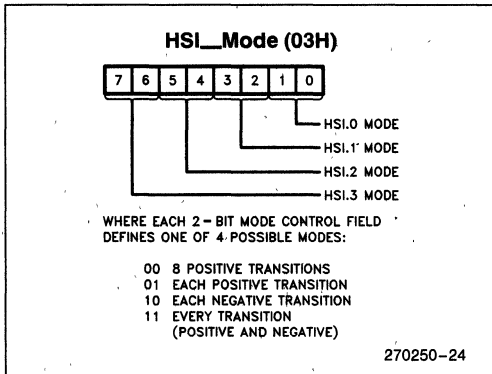 HSI__Mode (03H)
7 6 5 4 3 2 1 0
HSI.0 MODE
HSI.1 MODE
HSI.2 MODE
HSI.3 MODE
WHERE EACH 2-BIT MODE CONTROL FIELD
DEFINES ONE OF 4 POSSIBLE MODES:
00 8 POSITIVE TRANSITIONS
01 EACH POSITIVE TRANSITION
10 EACH NEGATIVE TRANSITION
11 EVERY TRANSITION
(POSITIVE AND NEGATIVE)
270250-24